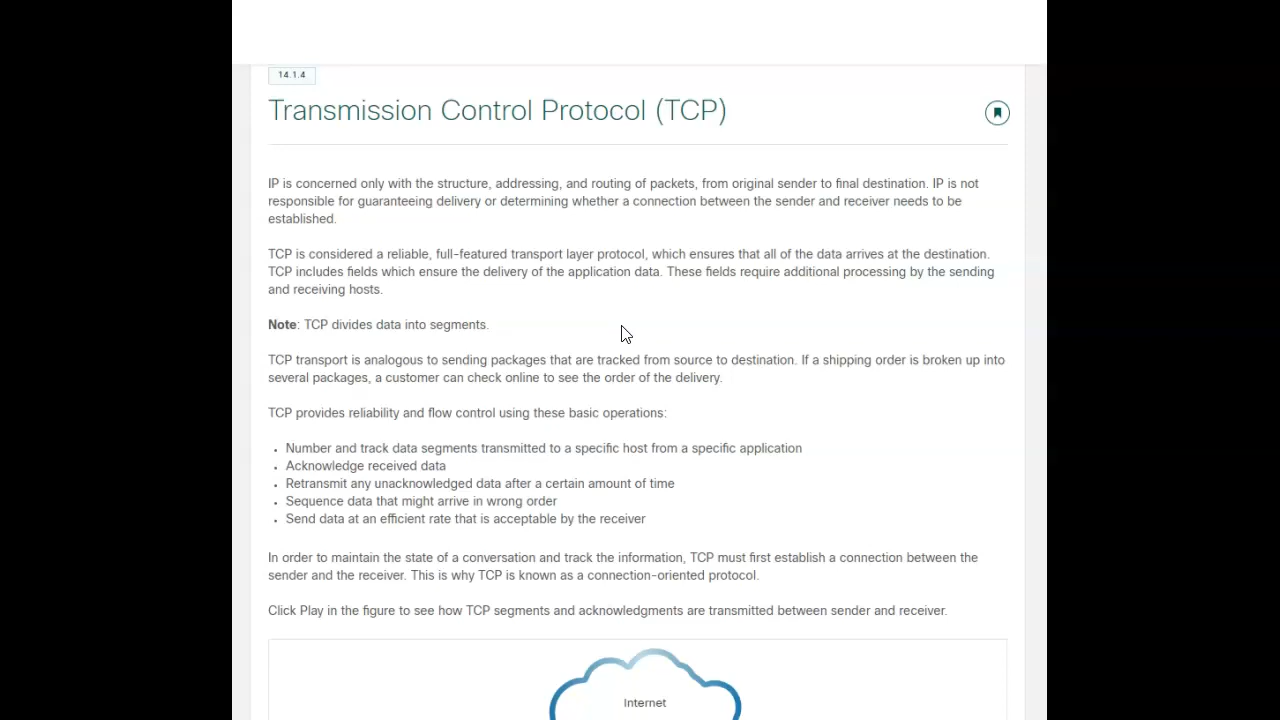 14.1.4
Transmission Control Protocol (TCP)
IP is concerned only with the structure, addressing, and routing of packets, from original sender to final destination. IP is not
responsible for guaranteeing delivery or determining whether a connection between the sender and receiver needs to be
established.
TCP is considered a reliable, full-featured transport layer protocol, which ensures that all of the data arrives at the destination.
TCP includes fields which ensure the delivery of the application data. These fields require additional processing by the sending
and receiving hosts.
Note: TCP divides data into segments.
TCP transport is analogous to sending packages that are tracked from source to destination. If a shipping order is broken up into
several packages, a customer can check online to see the order of the delivery.
TCP provides reliability and flow control using these basic operations:
• Number and track data segments transmitted to a specific host from a specific application
• Acknowledge received data
• Retransmit any unacknowledged data after a certain amount of time
• Sequence data that might arrive in wrong order
• Send data at an efficient rate that is acceptable by the receiver
In order to maintain the state of a conversation and track the information, TCP must first establish a connection between the
sender and the receiver. This is why TCP is known as a connection-oriented protocol.
Click Play in the figure to see how TCP segments and acknowledgments are transmitted between sender and receiver.
Internet